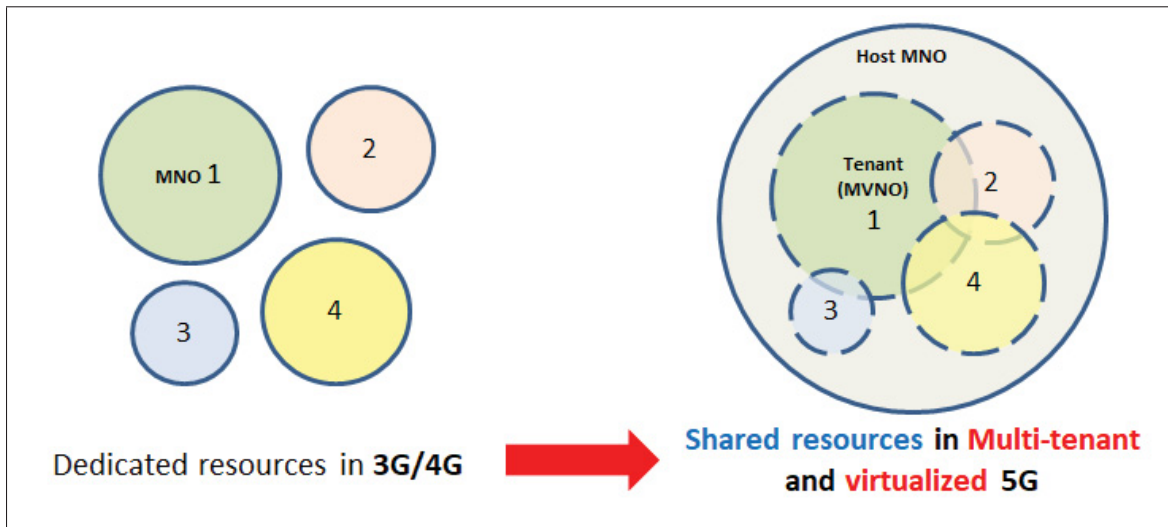 MNO 1
2
3
4
Dedicated resources in 3G/4G
Host MNO
Tenant
(MVNO)
1
2
3
4
Shared resources in Multi-tenant
and virtualized 5G